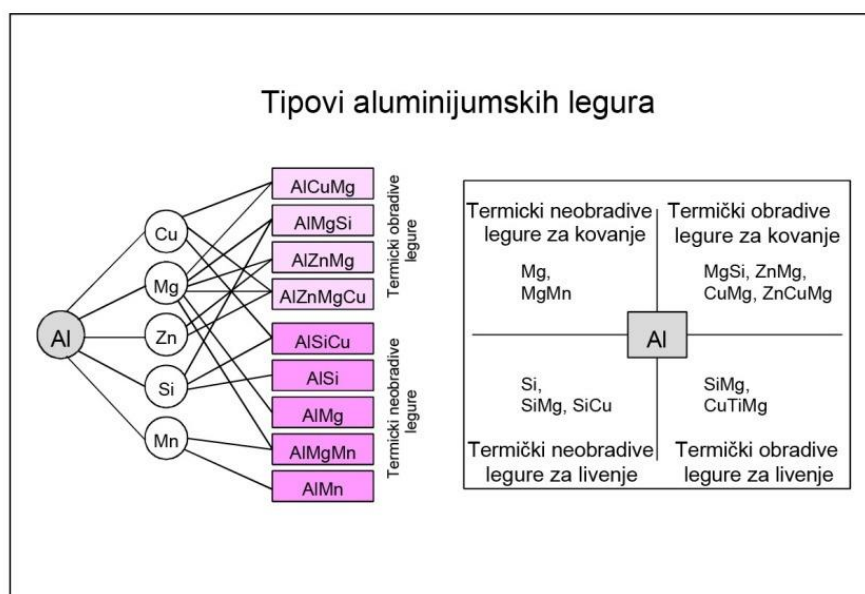 Tipovi aluminijumskih legura
Al
Cu
Mg
Zn
Si
Mn
AlCuMg
AlMgSi
AlZnMg
AlZnMgCu
AlSiCu
AlSi
AlMg
AlMgMn
AlMn
Termicki obradive
legure
Termicki neobradive
legure
Termicki neobradive
legure za kovanje
Mg,
MgMn
Termički obradive
legure za kovanje
MgSi, ZnMg,
CuMg, ZnCuMg
Al
Si,
SiMg, SiCu
Termički neobradive
legure za livenje
SiMg,
CuTiMg
Termički obradive
legure za livenje